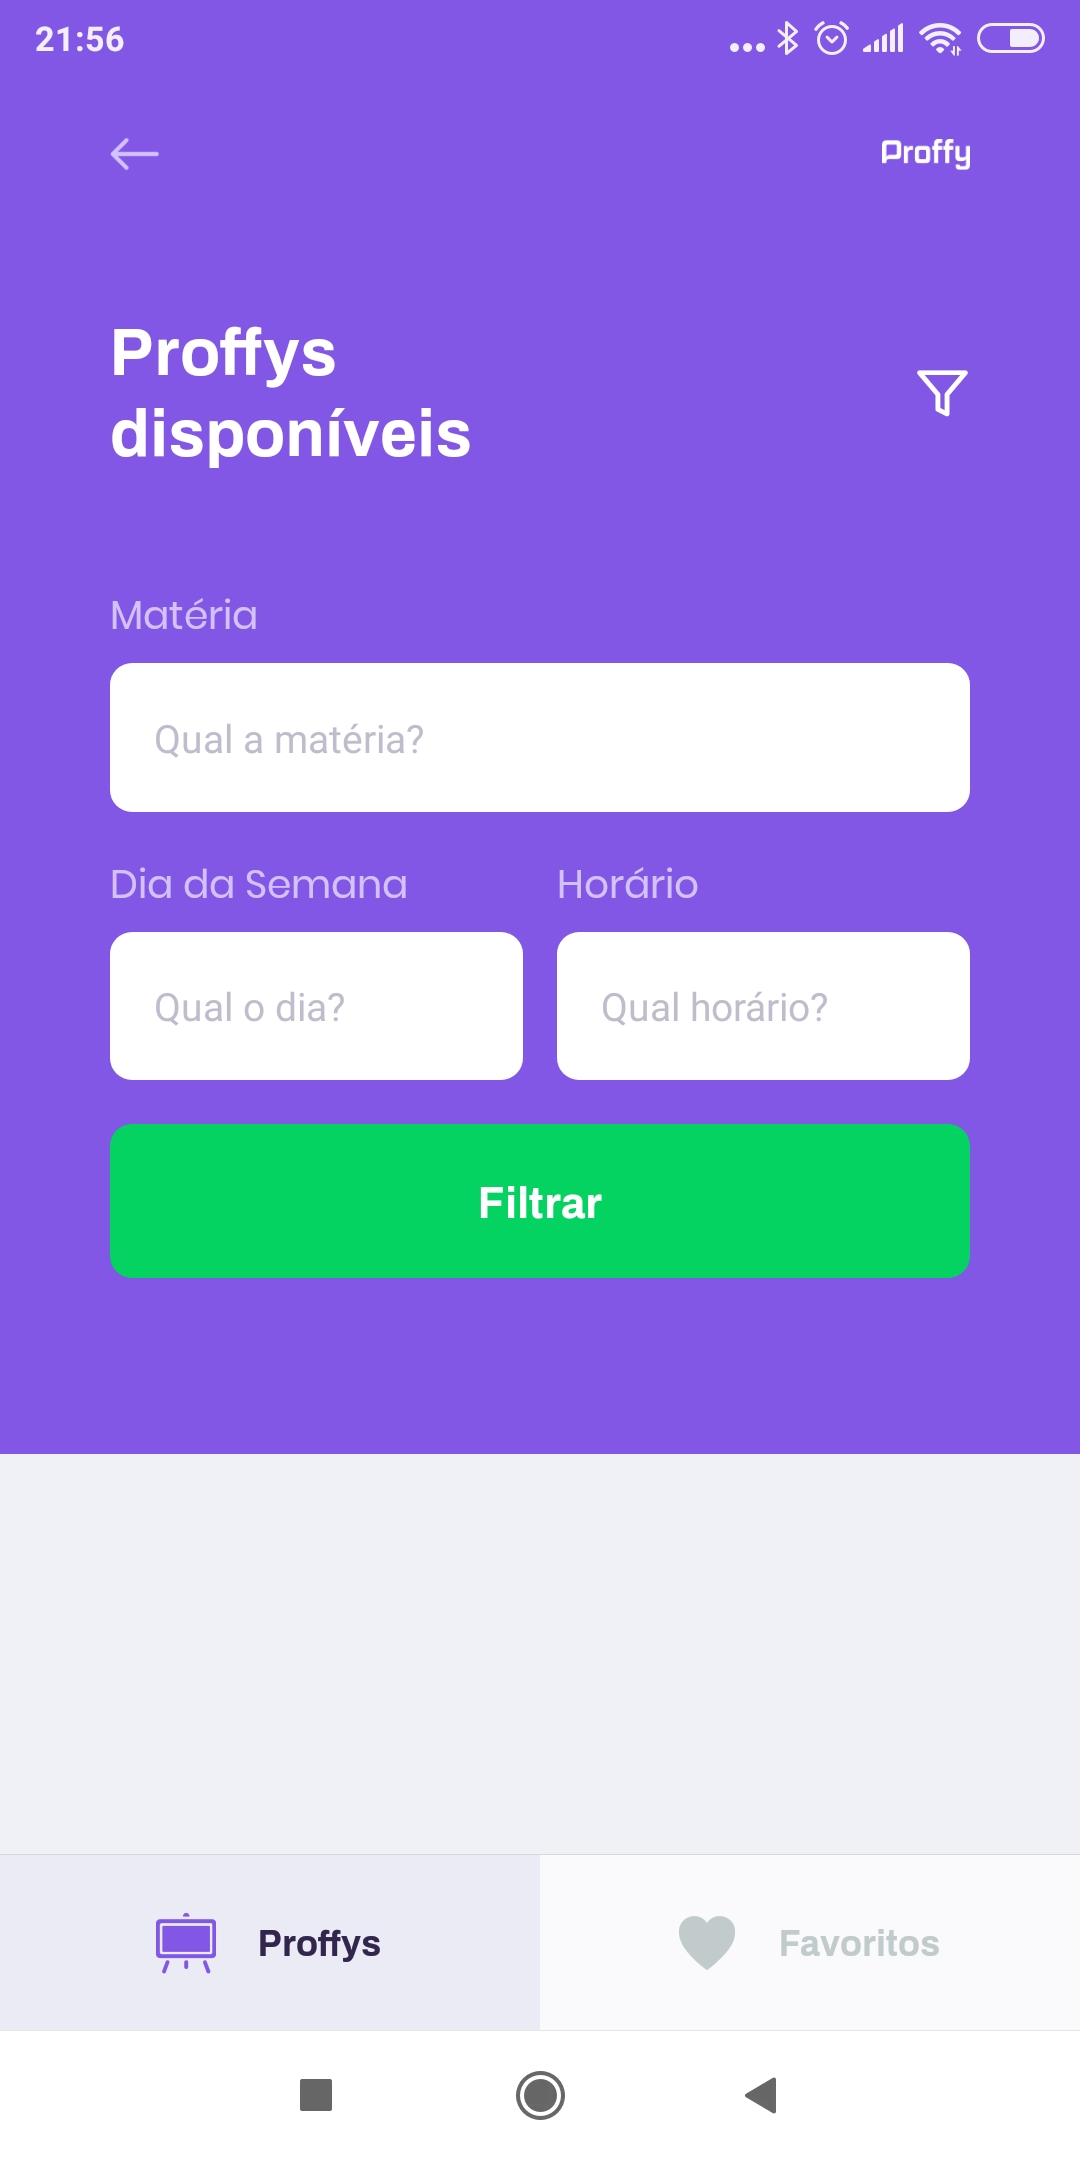 21:56
Proffy
Proffys
disponíveis
Matéria
Qual a matéria?
Dia da Semana
Horário
Qual o dia?
Qual horário?
Filtrar
Proffys
Favoritos